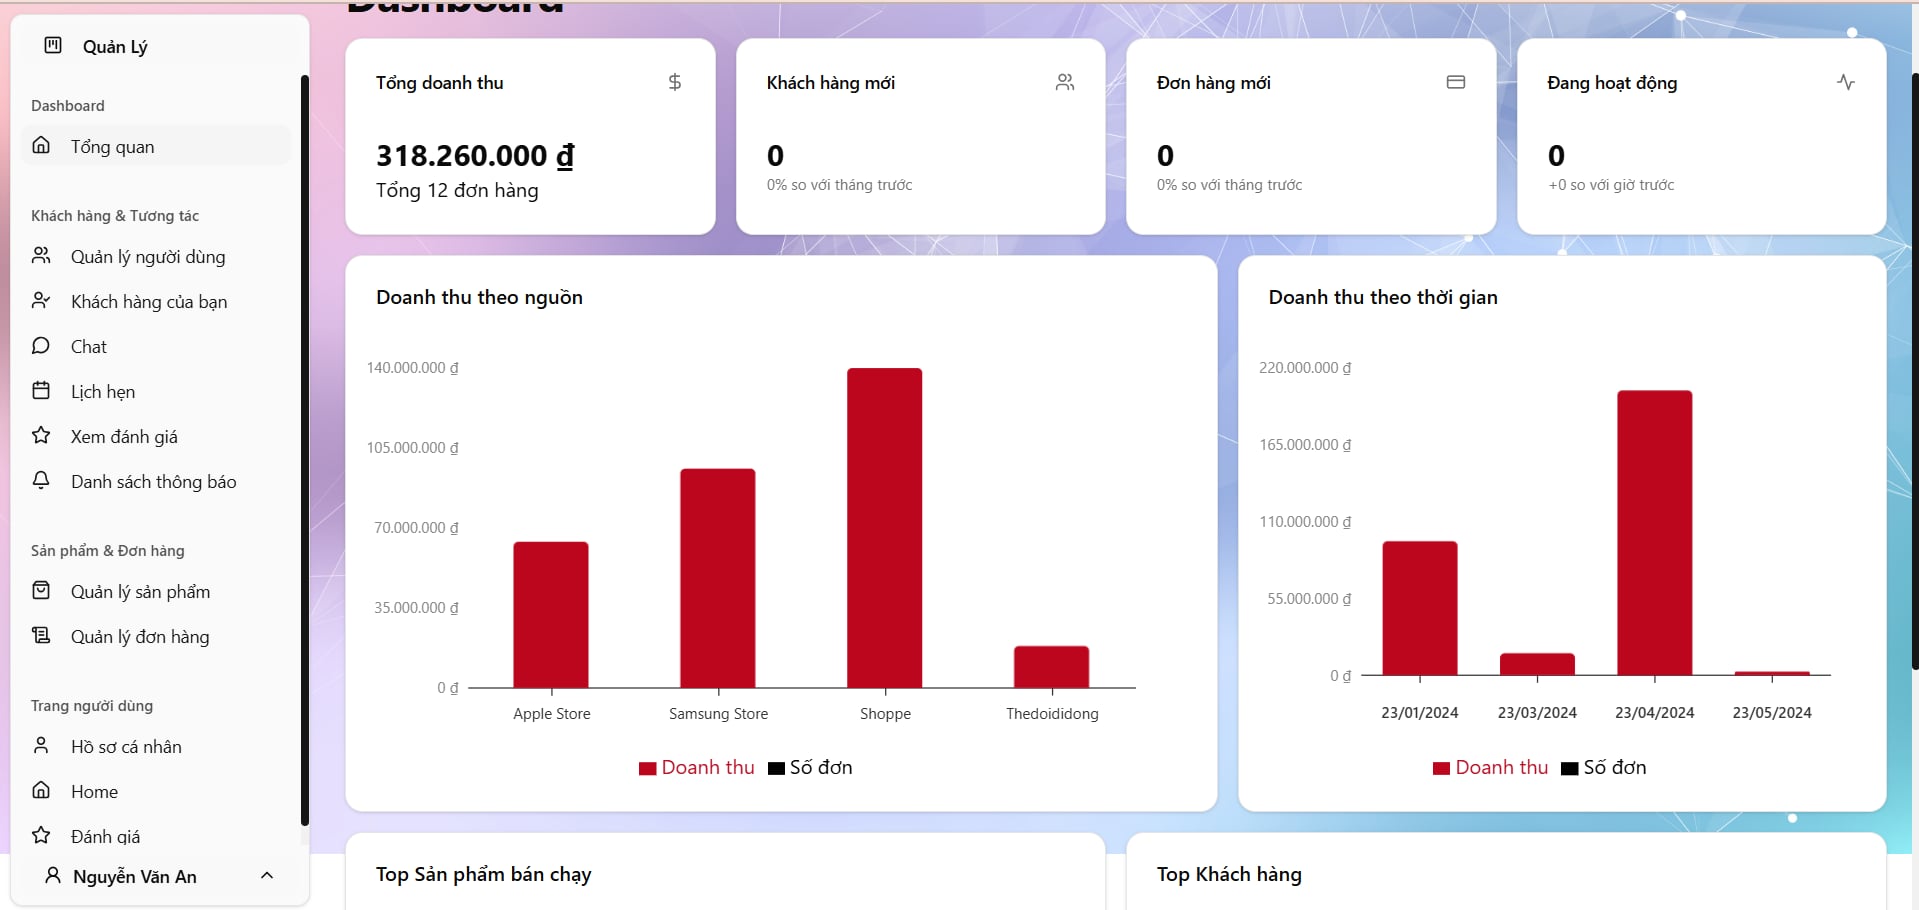 Dashboard
Quản Lý
Dashboard
Tổng quan
Khách hàng & Tương tác
Quản lý người dùng
Khách hàng của bạn
Chat
Lịch hẹn
Xem đánh giá
Danh sách thông báo
Sản phẩm & Đơn hàng
Quản lý sản phẩm
Quản lý đơn hàng
Trang người dùng
Hồ sơ cá nhân
Home
Đánh giá
Nguyễn Văn An
Tổng doanh thu
318.260.000 ₫
Tổng 12 đơn hàng
Khách hàng mới
0
0% so với tháng trước
Đơn hàng mới
0
0% so với tháng trước
Đang hoạt động
0
+0 so với giờ trước
Doanh thu theo nguồn
140.000.000 ₫
105.000.000 ₫
70.000.000 ₫
35.000.000 ₫
0 ₫
Apple Store
Samsung Store
Shoppe
Thedoididong
Doanh thu
Số đơn
Doanh thu theo thời gian
220.000.000 ₫
165.000.000 ₫
110.000.000 ₫
55.000.000 ₫
0 ₫
23/01/2024
23/03/2024
23/04/2024
23/05/2024
Doanh thu
Số đơn
Top Sản phẩm bán chạy
Top Khách hàng